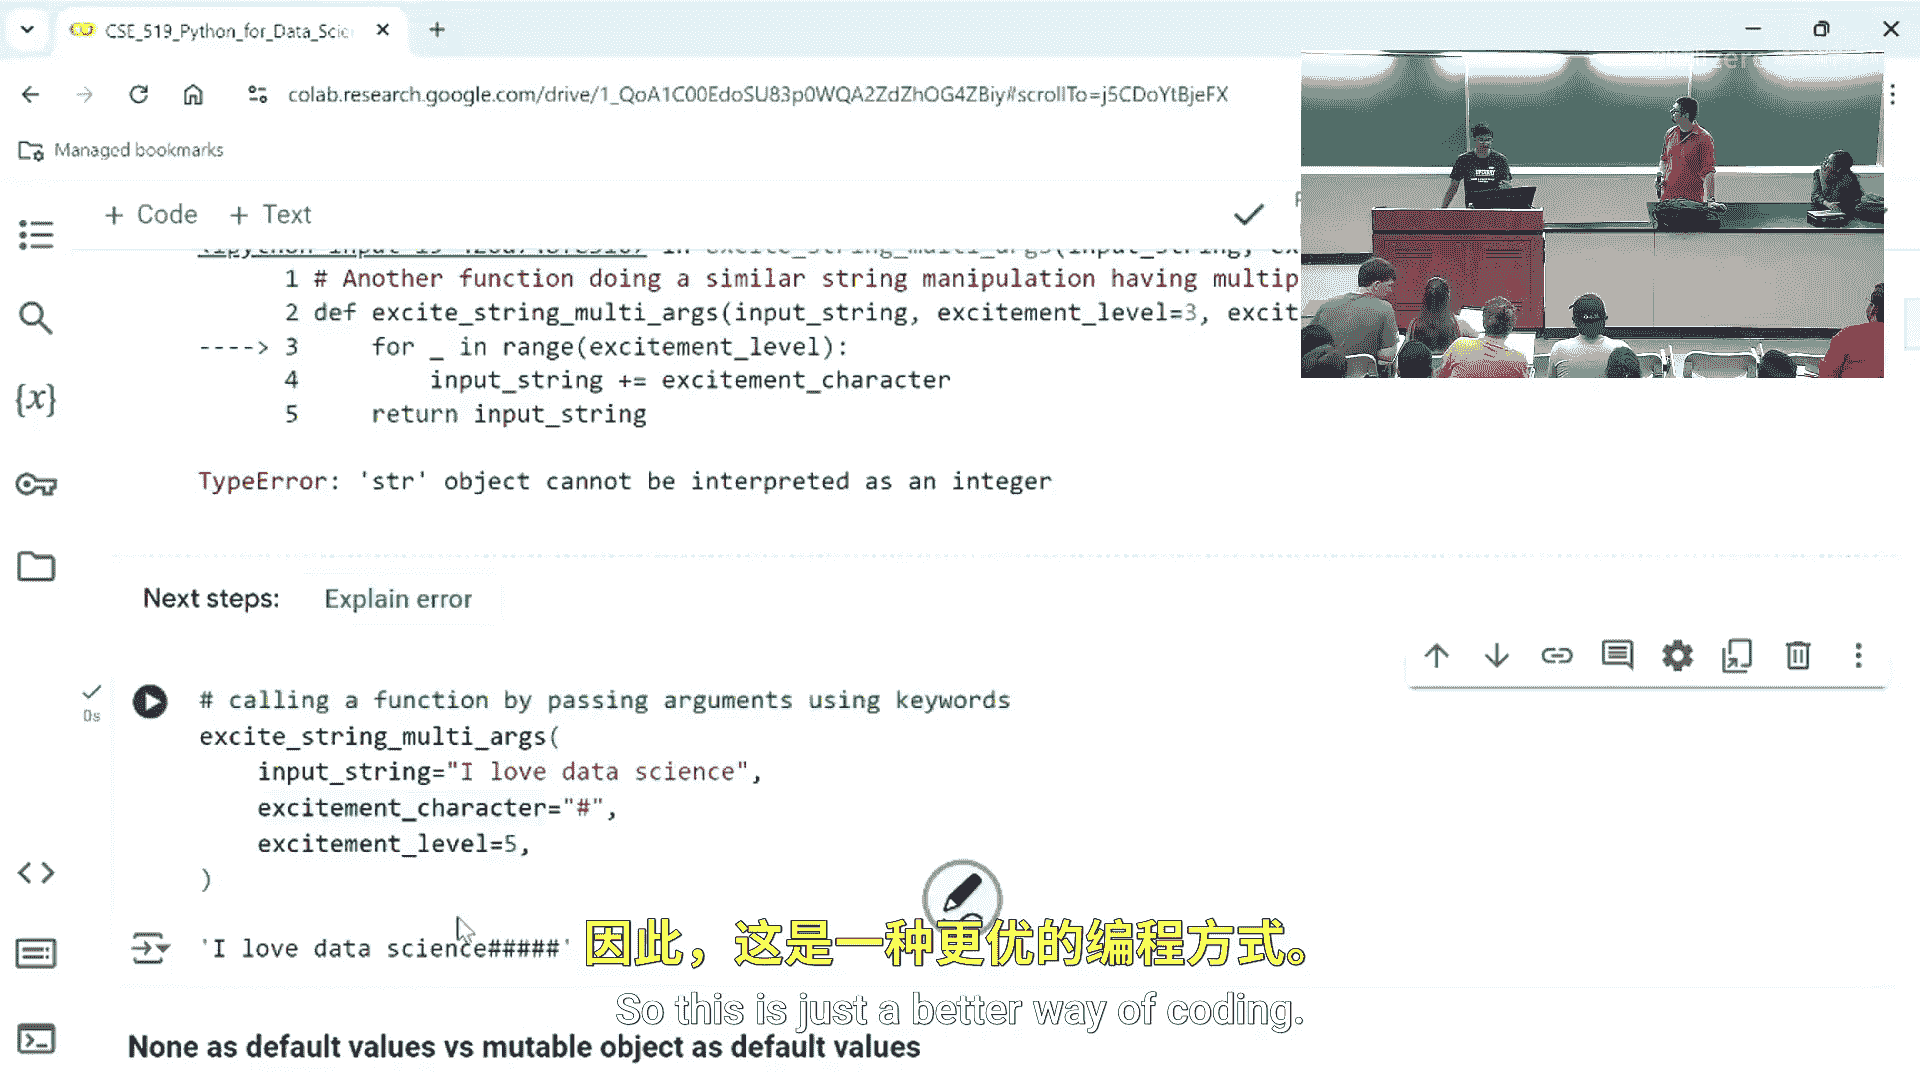 CSE_519_Python_for_Data_Scie
colab.research.google.com/drive/1_QoA1C00EdoSU83p0WQA2ZdZhOG4ZBiy#scrollTo=j5CDoYtBjeFX
Managed bookmarks
+ Code + Text
1 # Another function doing a similar string manipulation having multip
2 def excite_string_multi_args(input_string, excitement_level=3, excit
----> 3 for _ in range(excitement_level):
4 input_string += excitement_character
5 return input_string
TypeError: 'str' object cannot be interpreted as an integer
Next steps: Explain error
0s
# calling a function by passing arguments using keywords
excite_string_multi_args(
input_string="I love data science",
excitement_character="#",
excitement_level=5,
)
'I love data science#####'
因此，这是一种更优的编程方式。
So this is just a better way of coding.
None as default values vs mutable object as default values